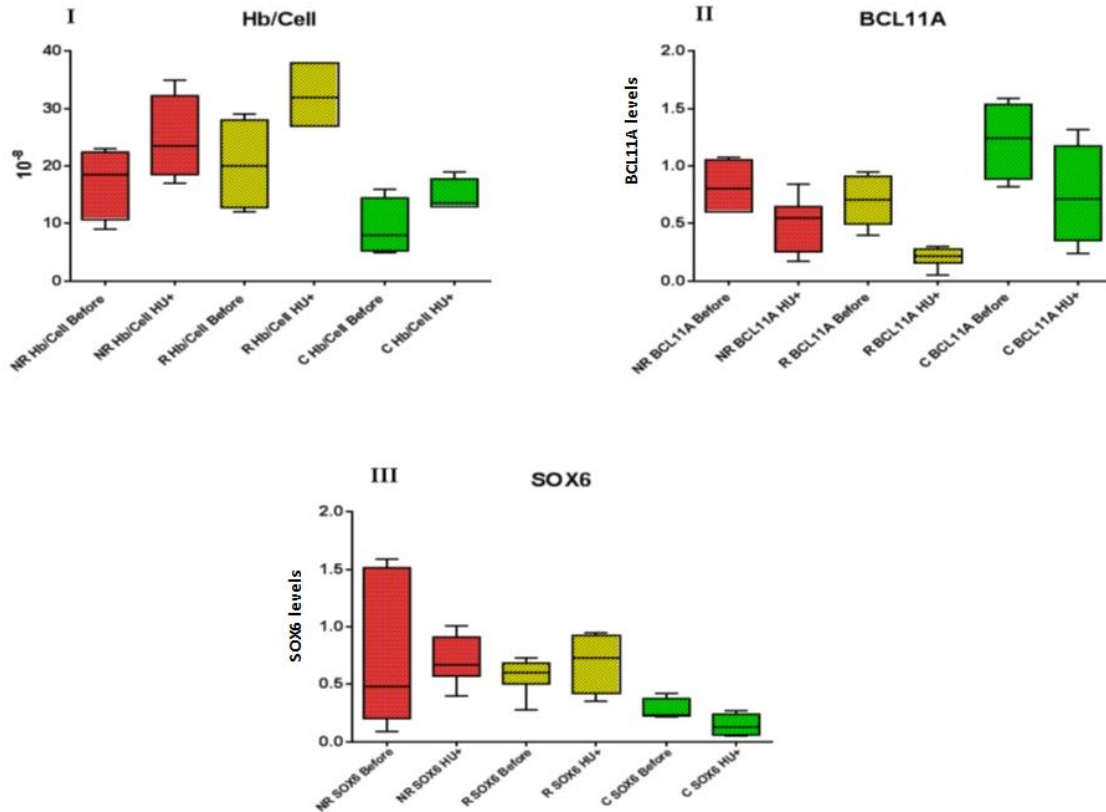 I
Hb/Cell
10⁻⁸
40
30
20
10
0
NR Hb/Cell Before
NR Hb/Cell HU+
R Hb/Cell Before
R Hb/Cell HU+
C Hb/Cell Before
C Hb/Cell HU+
II
BCL11A
BCL11A levels
2.0
1.5
1.0
0.5
0.0
NR BCL11A Before
NR BCL11A HU+
R BCL11A Before
R BCL11A HU+
C BCL11A Before
C BCL11A HU+
III
SOX6
SOX6 levels
2.0
1.5
1.0
0.5
0.0
NR SOX6 Before
NR SOX6 HU+
R SOX6 Before
R SOX6 HU+
C SOX6 Before
C SOX6 HU+